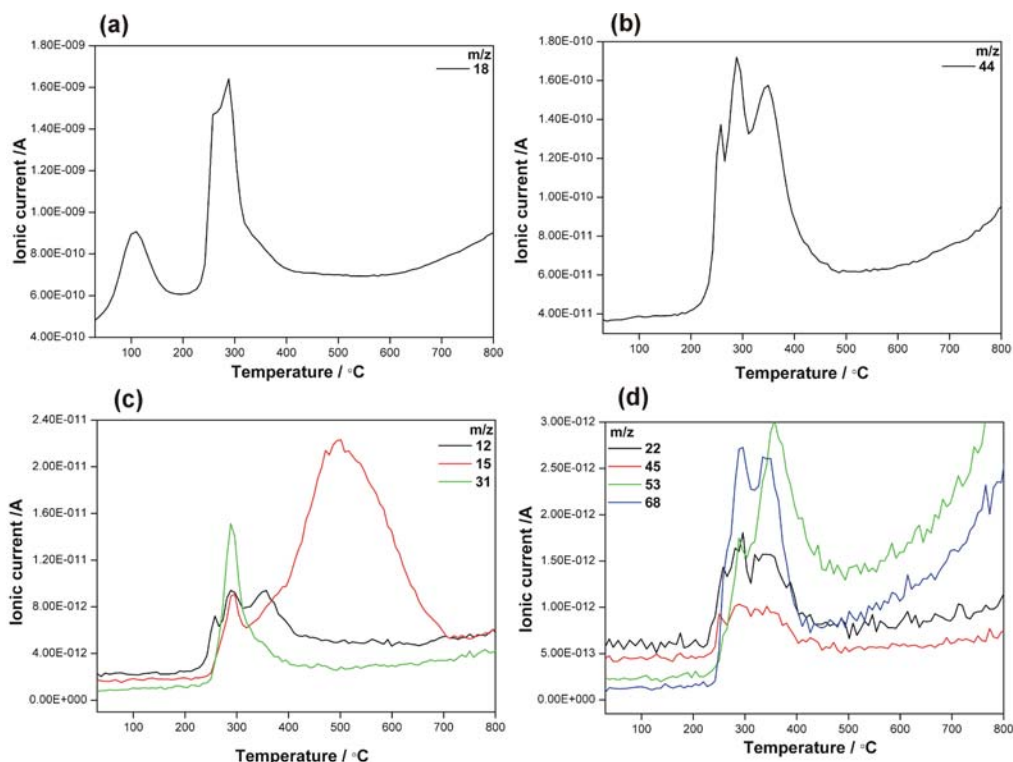 (a)
1.80E-009
1.60E-009
1.40E-009
1.20E-009
1.00E-009
8.00E-010
6.00E-010
4.00E-010
Ionic current /A
100 200 300 400 500 600 700 800
Temperature / °C
m/z
18
(b)
1.80E-010
1.60E-010
1.40E-010
1.20E-010
1.00E-010
8.00E-011
6.00E-011
4.00E-011
Ionic current /A
100 200 300 400 500 600 700 800
Temperature / °C
m/z
44
(c)
2.40E-011
2.00E-011
1.60E-011
1.20E-011
8.00E-012
4.00E-012
0.00E+000
Ionic current /A
100 200 300 400 500 600 700 800
Temperature / °C
m/z
12
15
31
(d)
3.00E-012
2.50E-012
2.00E-012
1.50E-012
1.00E-012
5.00E-013
0.00E+000
Ionic current /A
100 200 300 400 500 600 700 800
Temperature / °C
m/z
22
45
53
68